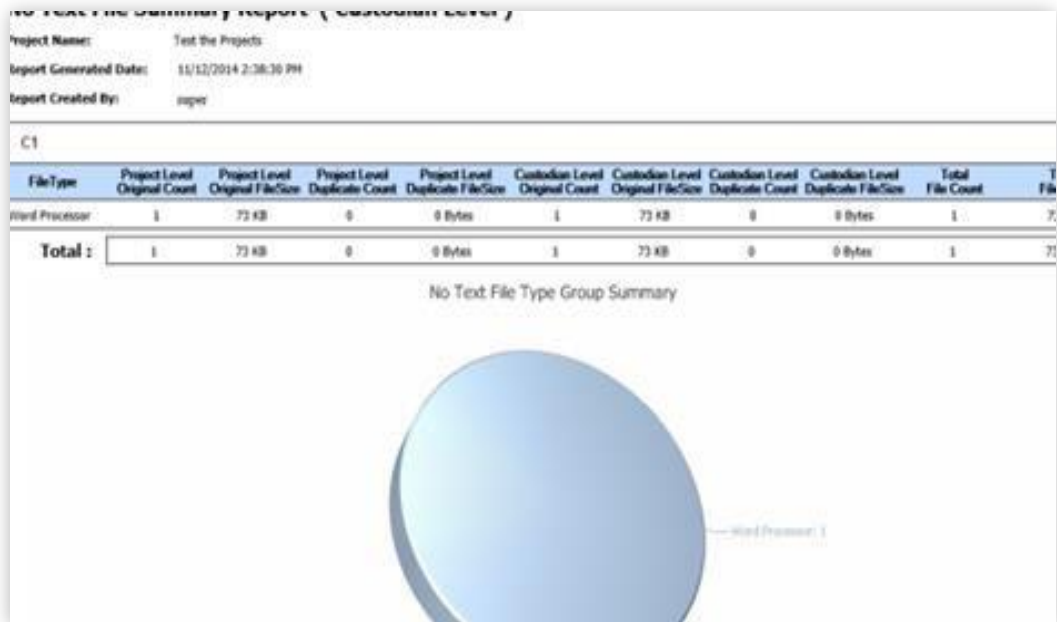 No Text File Summary Report ( Custodian Level )
Project Name: Test the Projects
Report Generated Date: 11/12/2014 2:38:30 PM
Report Created By: super
C1
FileType Project Level Original Count Project Level Original FileSize Project Level Duplicate Count Project Level Duplicate FileSize Custodian Level Original Count Custodian Level Original FileSize Custodian Level Duplicate Count Custodian Level Duplicate FileSize Total File Count
Word Processor 1 73 KB 0 0 Bytes 1 73 KB 0 0 Bytes 1
Total : 1 73 KB 0 0 Bytes 1 73 KB 0 0 Bytes 1
No Text File Type Group Summary
Word Processor: 1